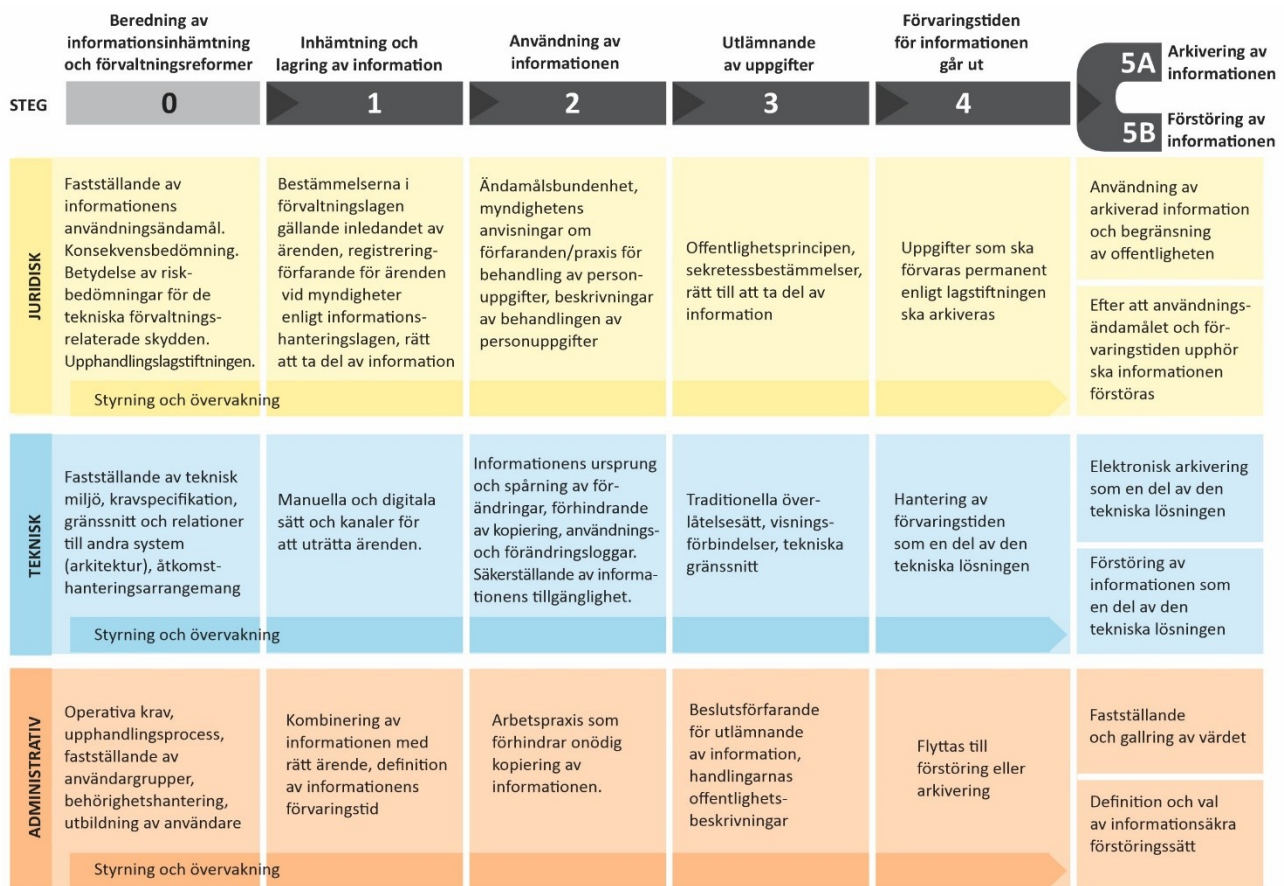 Beredning av
informationsinhämtning
och förvaltningsreformer
Inhämtning och
lagring av information
Användning av
informationen
Utlämnande
av uppgifter
Förvaringstiden
för informationen
går ut
5A
Arkivering av
informationen
STEG
0
1
2
3
4
5B
Förstöring av
informationen
JURIDISK
Fastställande av
informationens
användningsändamål.
Konsekvensbedömning.
Betydelse av risk-
bedömningar för de
tekniska förvaltnings-
relaterade skydden.
Upphandlingslagstiftningen.
Bestämmelserna i
förvaltningslagen
gällande inledandet av
ärenden, registrering-
förfarande för ärenden
vid myndigheter
enligt informations-
hanteringslagen, rätt
att ta del av information
Ändamålsbundenhet,
myndighetens
anvisningar om
förfaranden/praxis för
behandling av person-
uppgifter, beskrivningar
av behandlingen av
personuppgifter
Offentlighetsprincipen,
sekretessbestämmelser,
rätt till att ta del av
information
Uppgifter som ska
förvaras permanent
enligt lagstiftningen
ska arkiveras
Användning av
arkiverad information
och begränsning
av offentligheten
Efter att användnings-
ändamålet och för-
varingstiden upphör
ska informationen
förstöras
Styrning och övervakning
TEKNISK
Fastställande av teknisk
miljö, kravspecifikation,
gränssnitt och relationer
till andra system
(arkitektur), åtkomst-
hanteringsarrangemang
Manuella och digitala
sätt och kanaler för
att uträtta ärenden.
Informationens ursprung
och spårning av för-
ändringar, förhindrande
av kopiering, användnings-
och förändringsloggar.
Säkerställande av informa-
tionens tillgänglighet.
Traditionella över-
låtelsesätt, visnings-
förbindelser, tekniska
gränssnitt
Hantering av
förvaringstiden
som en del av den
tekniska lösningen
Elektronisk arkivering
som en del av den
tekniska lösningen
Förstöring av
informationen som
en del av den
tekniska lösningen
Styrning och övervakning
ADMINISTRATIV
Operativa krav,
upphandlingsprocess,
fastställande av
användargrupper,
behörighetshantering,
utbildning av användare
Kombinering av
informationen med
rätt ärende, definition
av informationens
förvaringstid
Arbetspraxis som
förhindrar onödig
kopiering av
informationen.
Beslutsförfarande
för utlämnande
av information,
handlingarnas
offentlighets-
beskrivningar
Flyttas till
förstöring eller
arkivering
Fastställande
och gallring av värdet
Definition och val
av informationsäkra
förstöringssätt
Styrning och övervakning